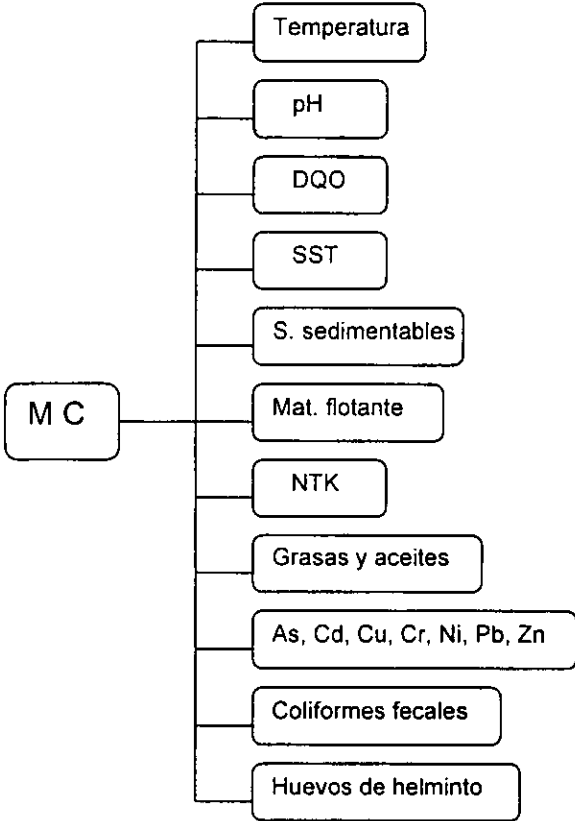 Temperatura
pH
DQO
SST
S. sedimentables
M C
Mat. flotante
NTK
Grasas y aceites
As, Cd, Cu, Cr, Ni, Pb, Zn
Coliformes fecales
Huevos de helminto